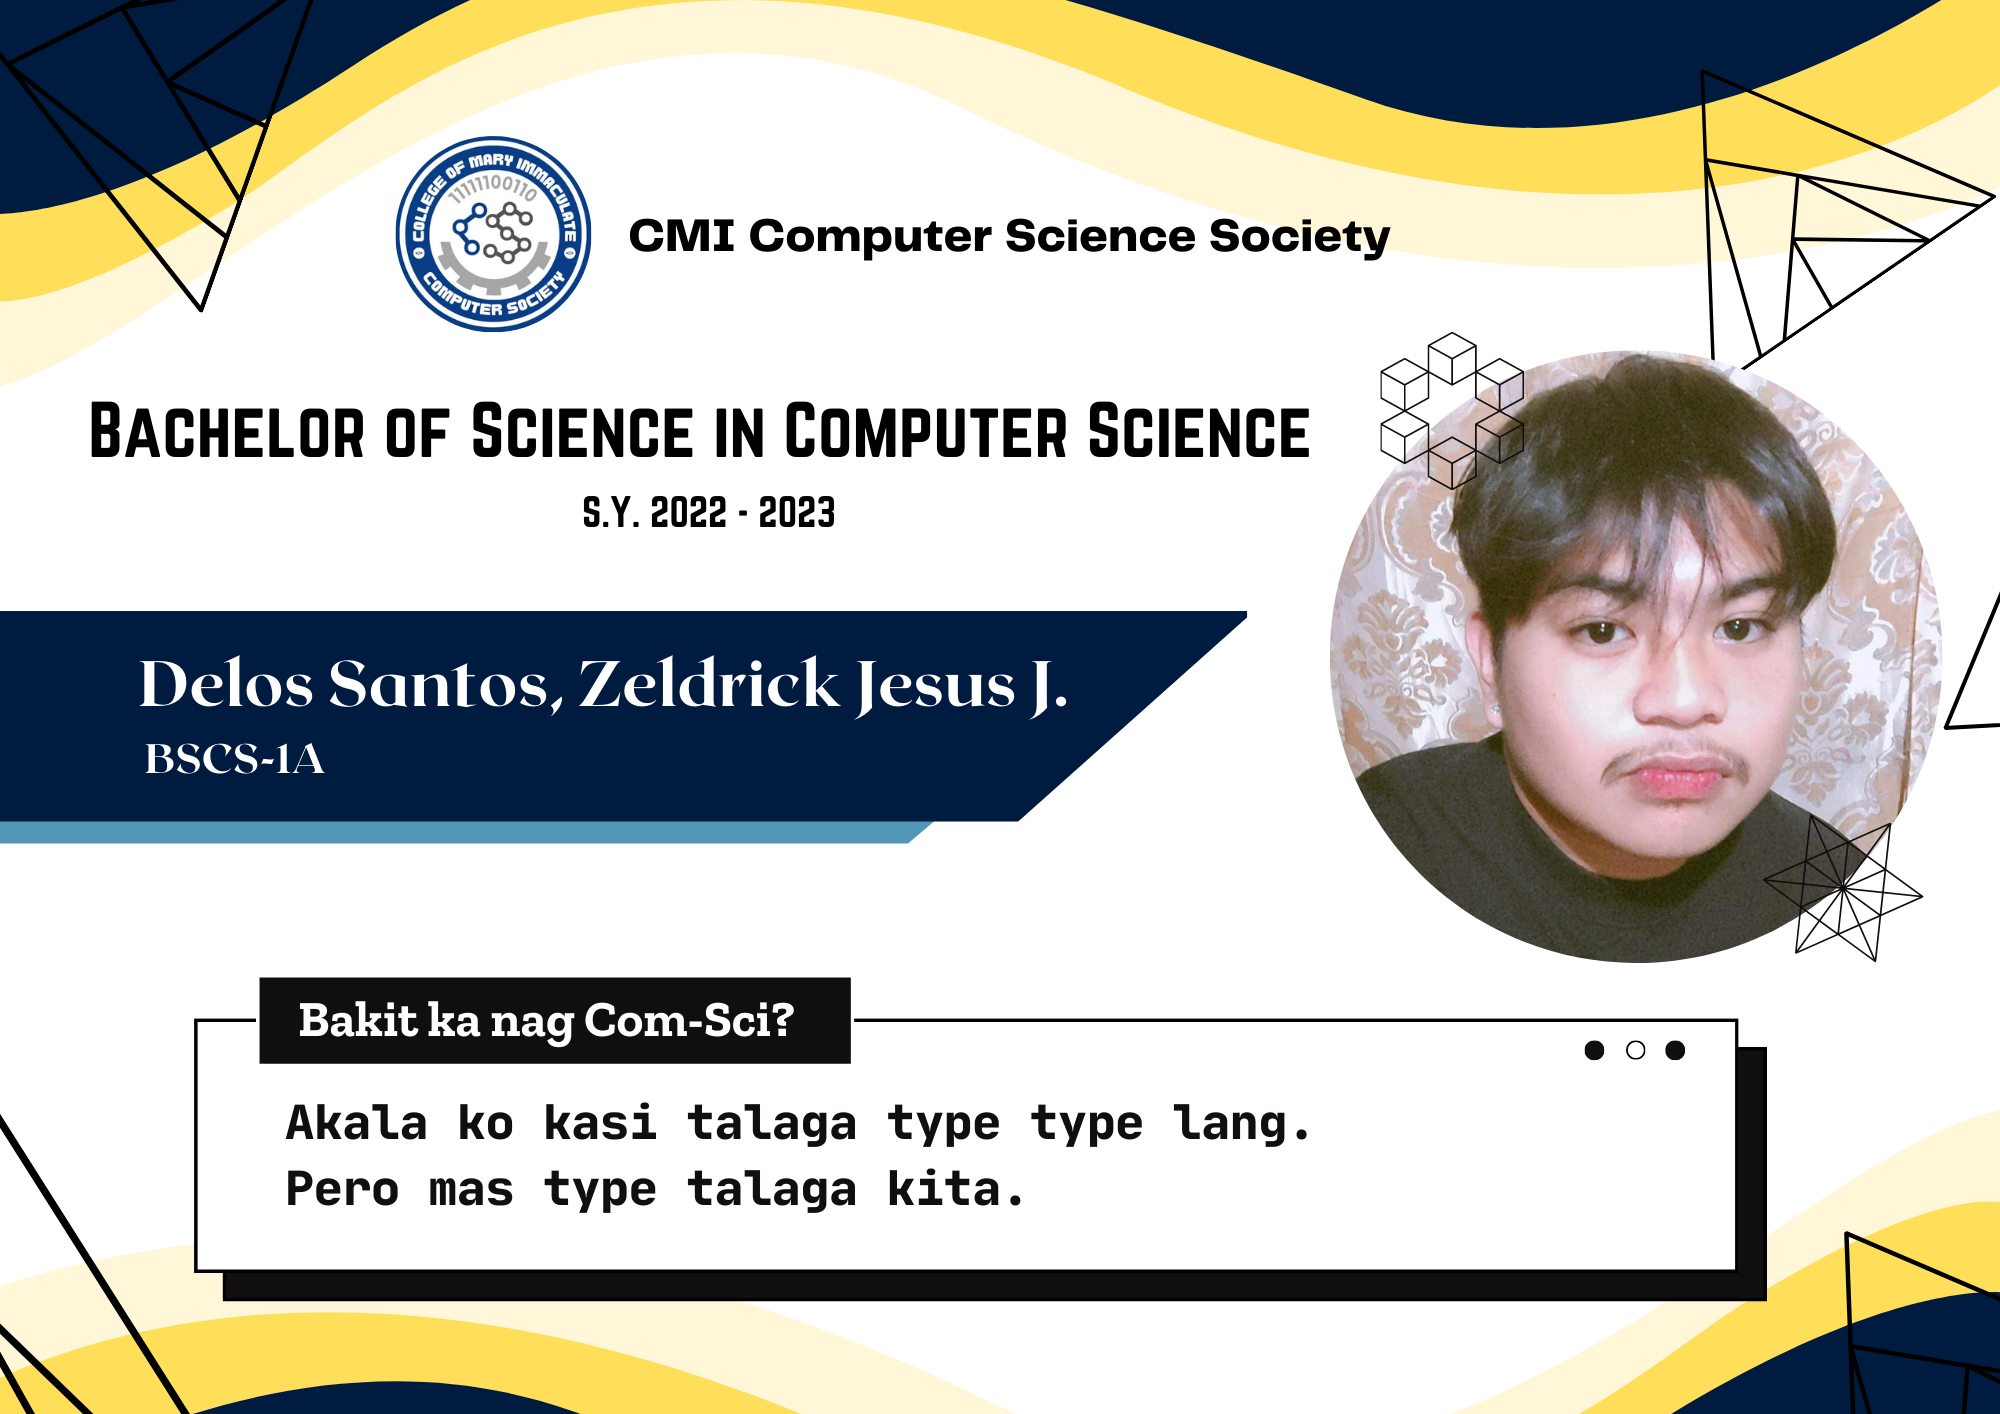 COLLEGE OF MARY IMMACULATE
11111100110
COMPUTER SOCIETY
CMI Computer Science Society
Bachelor of Science in Computer Science
S.Y. 2022 - 2023
Delos Santos, Zeldrick Jesus J.
BSCS-1A
Bakit ka nag Com-Sci?
Akala ko kasi talaga type type lang.
Pero mas type talaga kita.